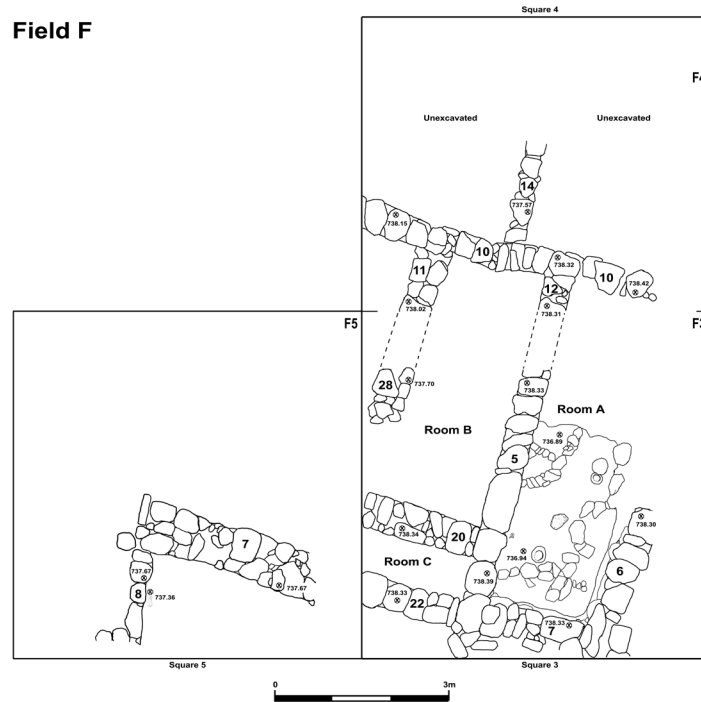 Square 4
Field F
F4
Unexcavated
Unexcavated
14
737.57
738.15
10
738.32
11
10
12
738.42
738.02
738.31
F5
F3
28
737.70
738.33
Room A
Room B
736.89
5
738.30
738.34
20
7
Room C
736.94
6
737.67
738.39
737.67
8
737.36
738.33
22
738.33
7
Square 5
Square 3
0
3m